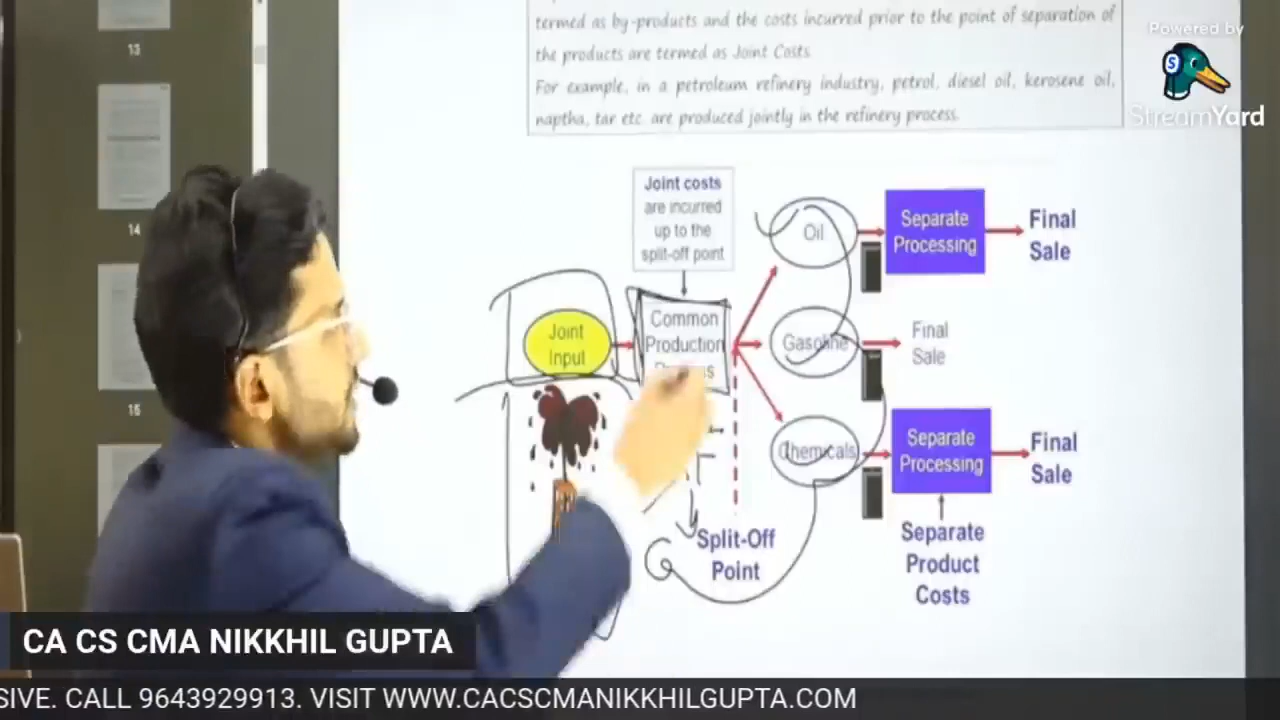 termed as by-products and the costs incurred prior to the point of separation of
the products are termed as Joint Costs.
For example, in a petroleum refinery industry, petrol, diesel oil, kerosene oil,
naptha, tar etc. are produced jointly in the refinery process.
Powered by
StreamYard
13
14
15
Joint costs
are incurred
up to the
split-off point
Joint
Input
Common
Production
Oil
Gasoline
Chemicals
Separate
Processing
Final
Sale
Final
Sale
Separate
Processing
Final
Sale
Split-Off
Point
Separate
Product
Costs
CA CS CMA NIKKHIL GUPTA
SIVE. CALL 9643929913. VISIT WWW.CACSCMANIKKHILGUPTA.COM